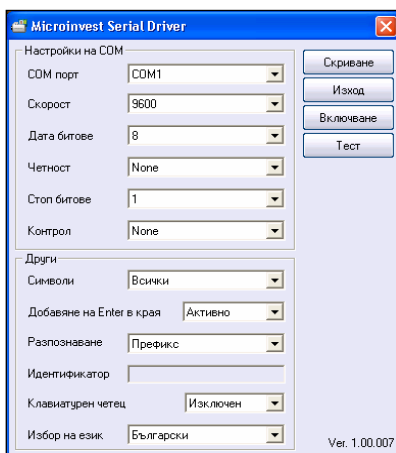 Microinvest Serial Driver
Настройки на COM
COM порт COM1
Скорост 9600
Дата битове 8
Четност None
Стоп битове 1
Контрол None
Скриване
Изход
Включване
Тест
Други
Символи Всички
Добавяне на Enter в края Активно
Разпознаване Префикс
Идентификатор
Клавиатурен четец Изключен
Избор на език Български
Ver. 1.00.007